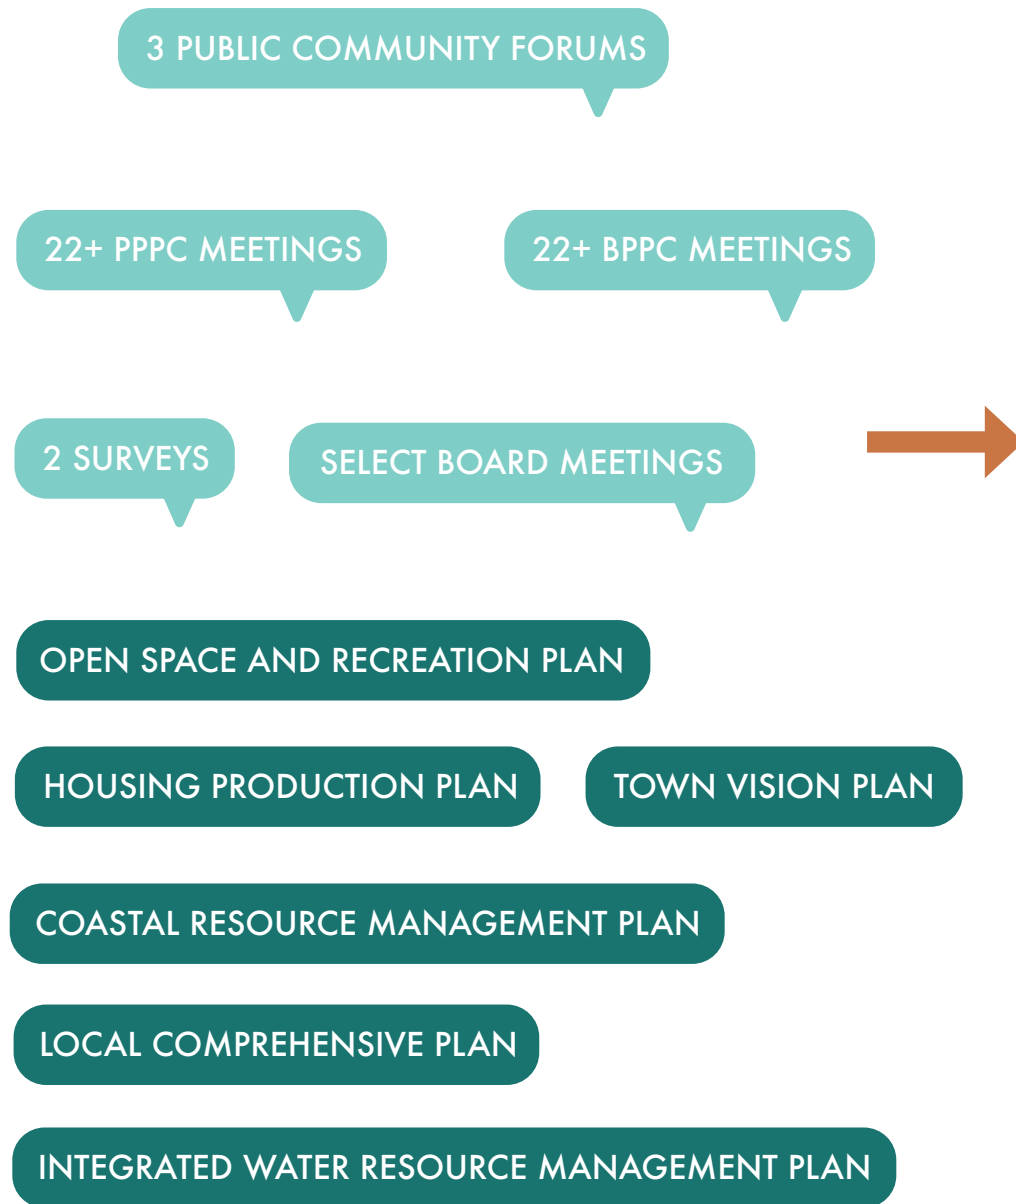 3 PUBLIC COMMUNITY FORUMS
22+ PPPC MEETINGS
22+ BPPC MEETINGS
2 SURVEYS
SELECT BOARD MEETINGS
OPEN SPACE AND RECREATION PLAN
HOUSING PRODUCTION PLAN
TOWN VISION PLAN
COASTAL RESOURCE MANAGEMENT PLAN
LOCAL COMPREHENSIVE PLAN
INTEGRATED WATER RESOURCE MANAGEMENT PLAN